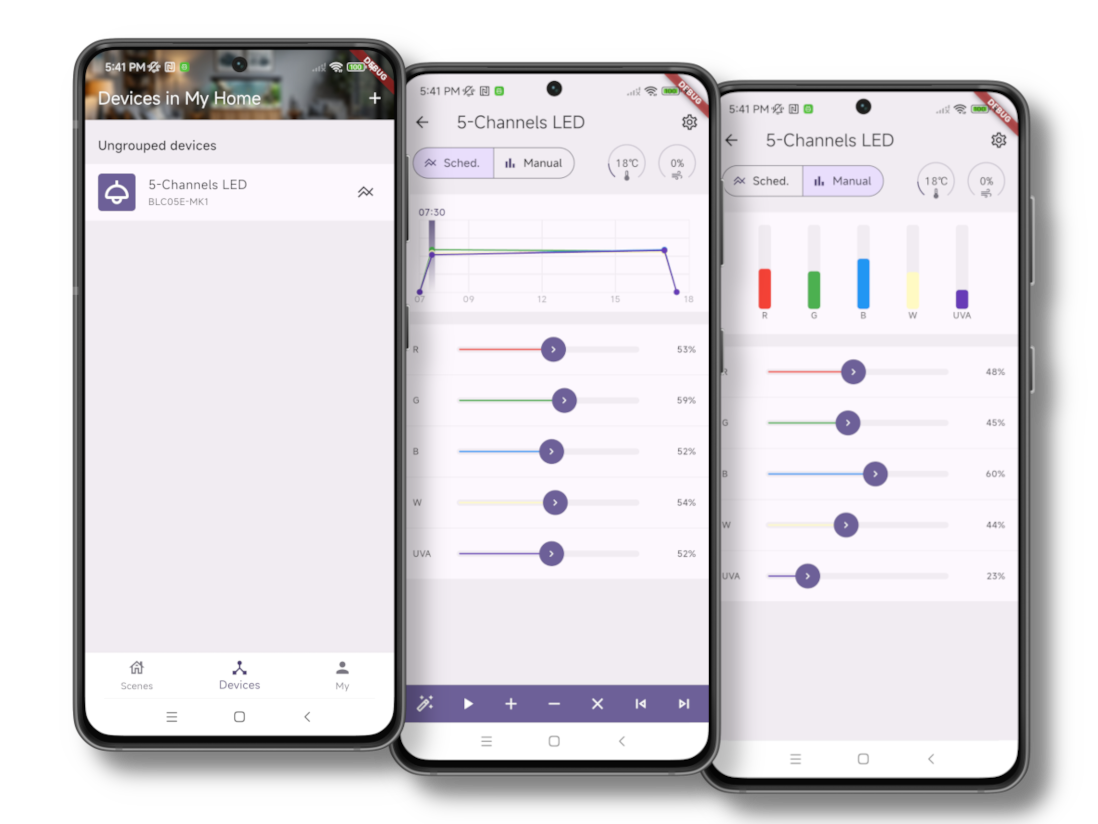 5:41 PM
100
DEBUG
Devices in My Home
+
Ungrouped devices
5-Channels LED
BLC05E-MK1
Scenes
Devices
My
5:41 PM
100
DEBUG
5-Channels LED
Sched.
Manual
18℃
0%
07:30
07 09 12 15 18
R 53%
G 59%
B 52%
W 54%
UVA 52%
5:41 PM
100
DEBUG
5-Channels LED
Sched.
Manual
18℃
0%
R G B W UVA
R 48%
G 45%
B 60%
W 44%
UVA 23%